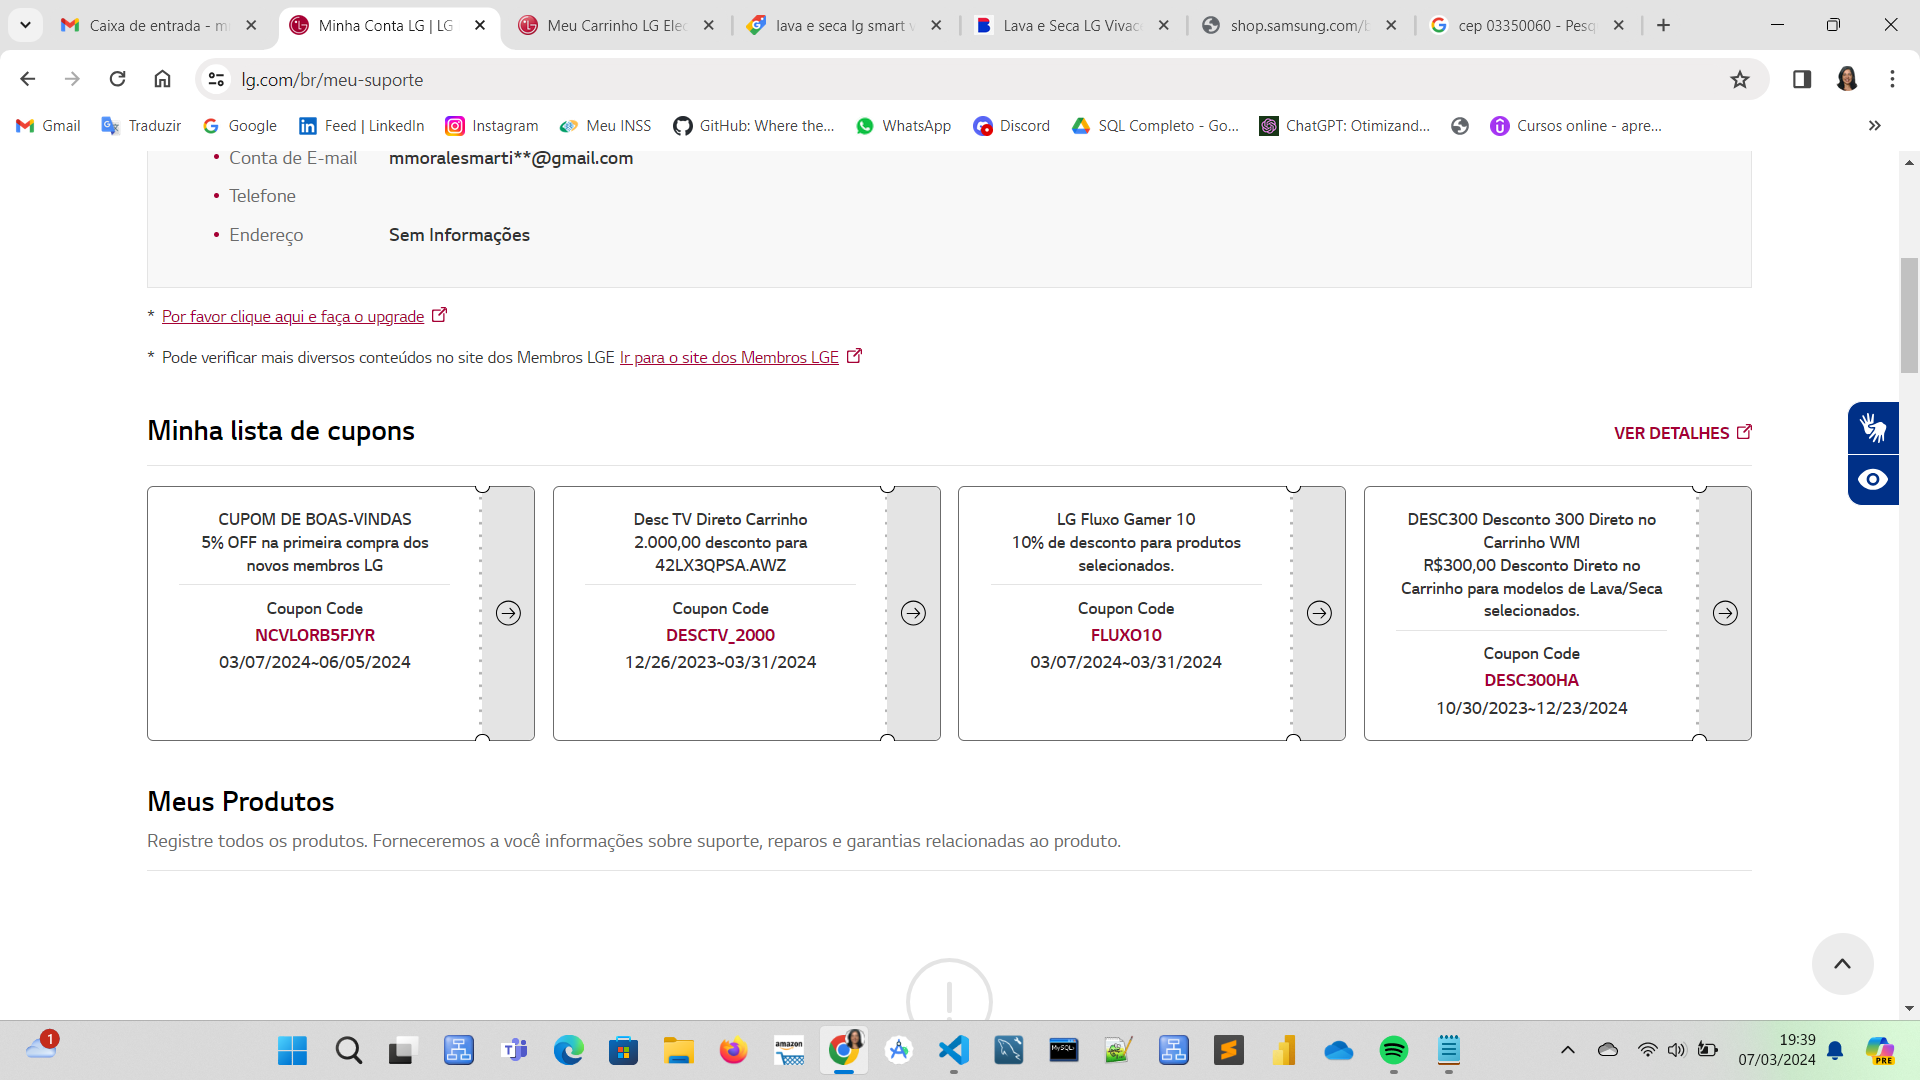 Caixa de entrada - m
Minha Conta LG | LG
Meu Carrinho LG Elec
lava e seca lg smart v
Lava e Seca LG Vivace
shop.samsung.com/b
cep 03350060 - Pesq
lg.com/br/meu-suporte
Gmail
Traduzir
Google
Feed | LinkedIn
Instagram
Meu INSS
GitHub: Where the...
WhatsApp
Discord
SQL Completo - Go...
ChatGPT: Otimizand...
Cursos online - apre...
• Conta de E-mail mmoralesmarti**@gmail.com
• Telefone
• Endereço Sem Informações
* Por favor clique aqui e faça o upgrade
* Pode verificar mais diversos conteúdos no site dos Membros LGE Ir para o site dos Membros LGE
Minha lista de cupons
VER DETALHES
CUPOM DE BOAS-VINDAS
5% OFF na primeira compra dos
novos membros LG
Coupon Code
NCVLORB5FJYR
03/07/2024~06/05/2024
Desc TV Direto Carrinho
2.000,00 desconto para
42LX3QPSA.AWZ
Coupon Code
DESCTV_2000
12/26/2023~03/31/2024
LG Fluxo Gamer 10
10% de desconto para produtos
selecionados.
Coupon Code
FLUXO10
03/07/2024~03/31/2024
DESC300 Desconto 300 Direto no
Carrinho WM
R$300,00 Desconto Direto no
Carrinho para modelos de Lava/Seca
selecionados.
Coupon Code
DESC300HA
10/30/2023~12/23/2024
Meus Produtos
Registre todos os produtos. Forneceremos a você informações sobre suporte, reparos e garantias relacionadas ao produto.
1
amazon
MySQL
PRE
19:39
07/03/2024